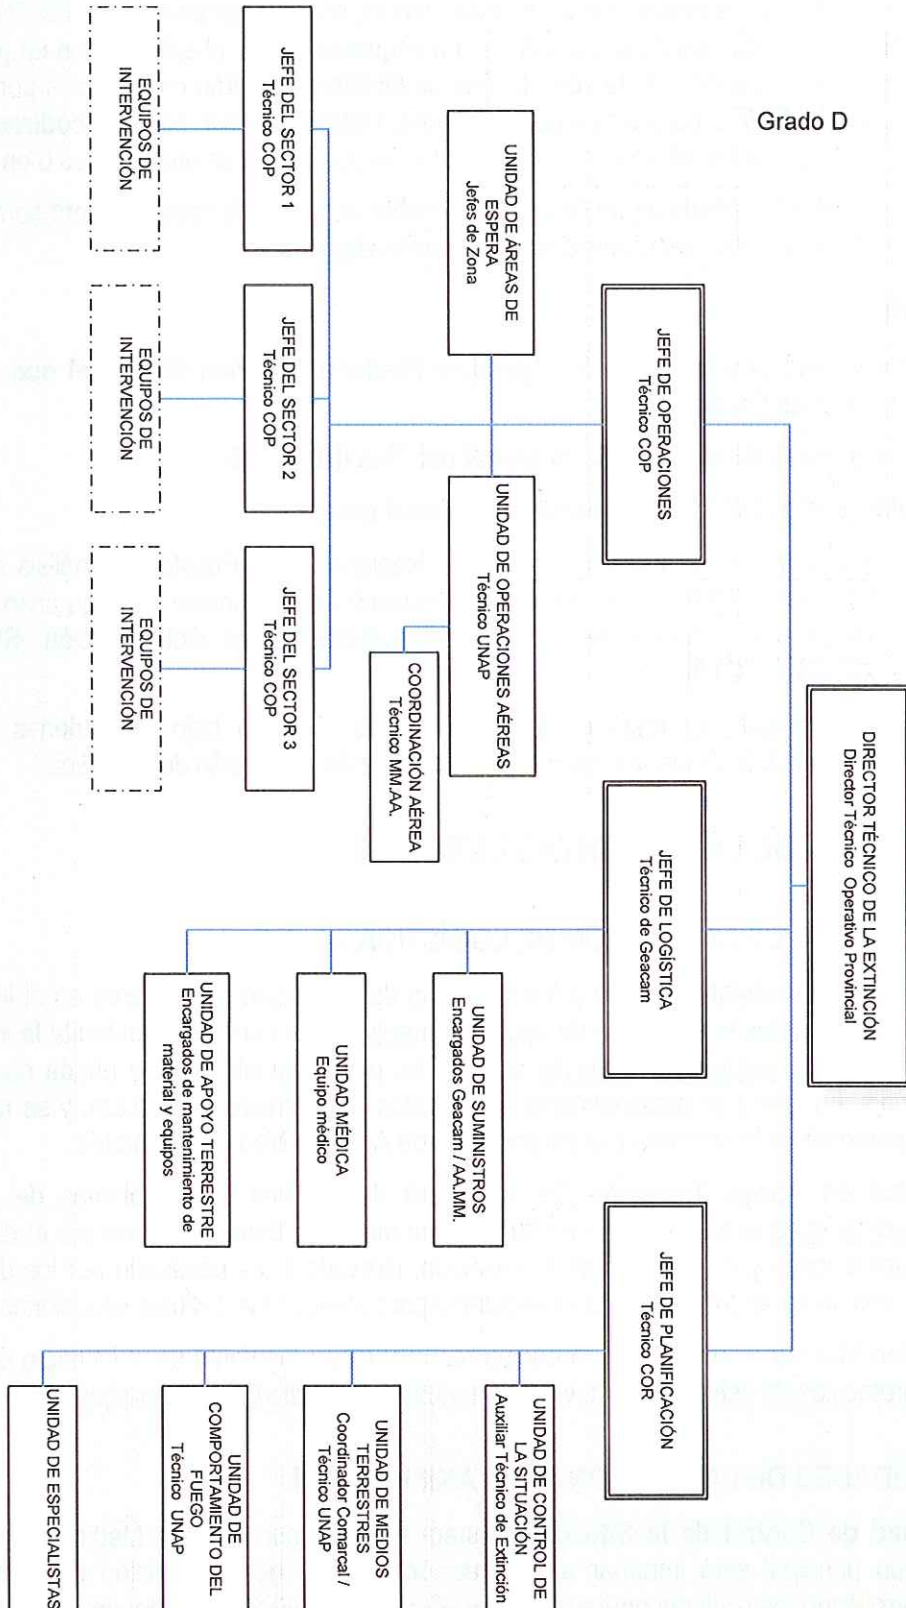 Grado D
DIRECTOR TÉCNICO DE LA EXTINCIÓN
Director Técnico Operativo Provincial
JEFE DE OPERACIONES
Técnico COP
JEFE DE LOGÍSTICA
Técnico de Geacam
JEFE DE PLANIFICACIÓN
Técnico COR
UNIDAD DE ÁREAS DE
ESPERA
Jefes de Zona
UNIDAD DE OPERACIONES AÉREAS
Técnico UNAP
COORDINACIÓN AÉREA
Técnico MM.AA.
JEFE DEL SECTOR 1
Técnico COP
JEFE DEL SECTOR 2
Técnico COP
JEFE DEL SECTOR 3
Técnico COP
EQUIPOS DE
INTERVENCIÓN
EQUIPOS DE
INTERVENCIÓN
EQUIPOS DE
INTERVENCIÓN
UNIDAD DE SUMINISTROS
Encargados Geacam / AA.MM.
UNIDAD MÉDICA
Equipo médico
UNIDAD DE APOYO TERRESTRE
Encargados de mantenimiento de
material y equipos
UNIDAD DE CONTROL DE
LA SITUACIÓN
Auxiliar Técnico de Extinción
UNIDAD DE MEDIOS
TERRESTRES
Coordinador Comarcal /
Técnico UNAP
UNIDAD DE
COMPORTAMIENTO DEL
FUEGO
Técnico UNAP
UNIDAD DE ESPECIALISTAS